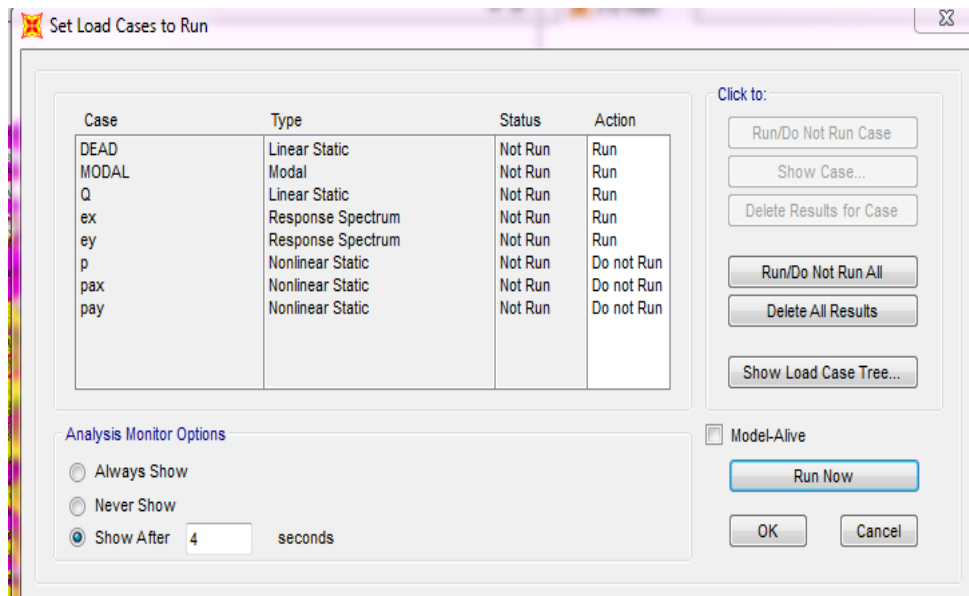 Set Load Cases to Run
Case Type Status Action
DEAD Linear Static Not Run Run
MODAL Modal Not Run Run
Q Linear Static Not Run Run
ex Response Spectrum Not Run Run
ey Response Spectrum Not Run Run
p Nonlinear Static Not Run Do not Run
pax Nonlinear Static Not Run Do not Run
pay Nonlinear Static Not Run Do not Run
Click to:
Run/Do Not Run Case
Show Case...
Delete Results for Case
Run/Do Not Run All
Delete All Results
Show Load Case Tree...
Analysis Monitor Options
Always Show
Never Show
Show After 4 seconds
Model-Alive
Run Now
OK Cancel